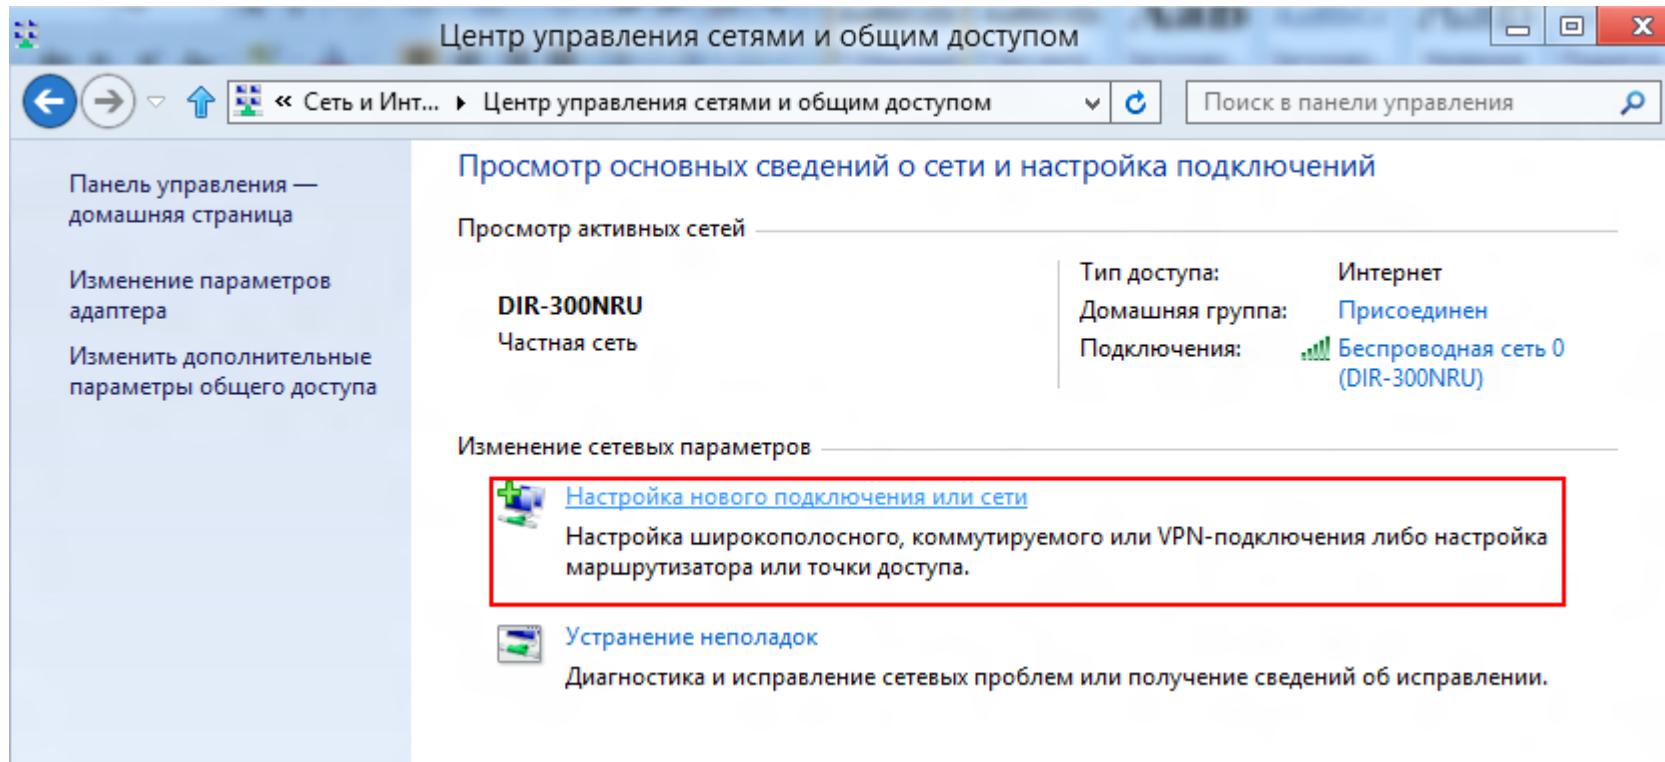 Центр управления сетями и общим доступом
« Сеть и Инт... Центр управления сетями и общим доступом
Поиск в панели управления
Панель управления —
домашняя страница
Изменение параметров
адаптера
Изменить дополнительные
параметры общего доступа
Просмотр основных сведений о сети и настройка подключений
Просмотр активных сетей
DIR-300NRU
Частная сеть
Тип доступа: Интернет
Домашняя группа: Присоединен
Подключения: Беспроводная сеть 0
(DIR-300NRU)
Изменение сетевых параметров
Настройка нового подключения или сети
Настройка широкополосного, коммутируемого или VPN-подключения либо настройка
маршрутизатора или точки доступа.
Устранение неполадок
Диагностика и исправление сетевых проблем или получение сведений об исправлении.